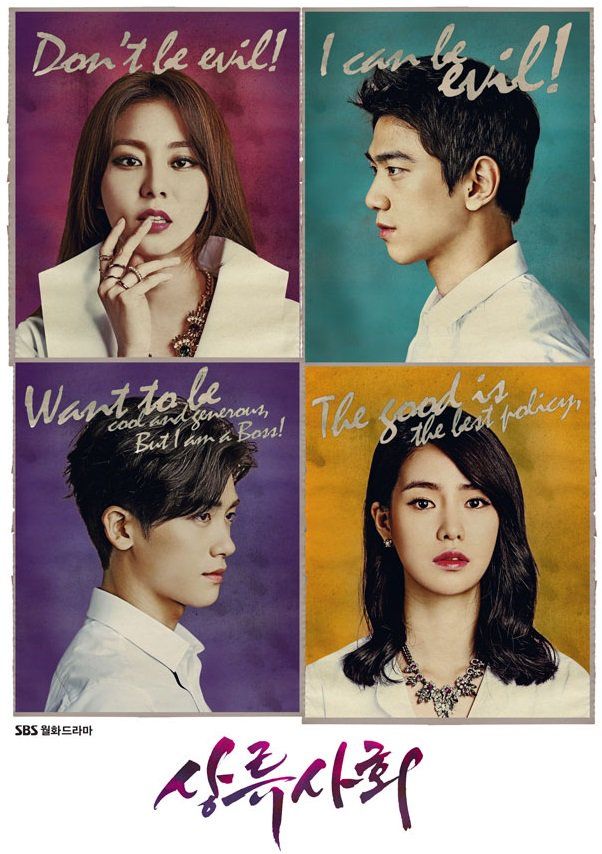 Don't be evil!
I can be
evil!
Want to be
cool and generous,
But I am a Boss!
The good is
the best policy,
SBS 월화드라마
상류사회